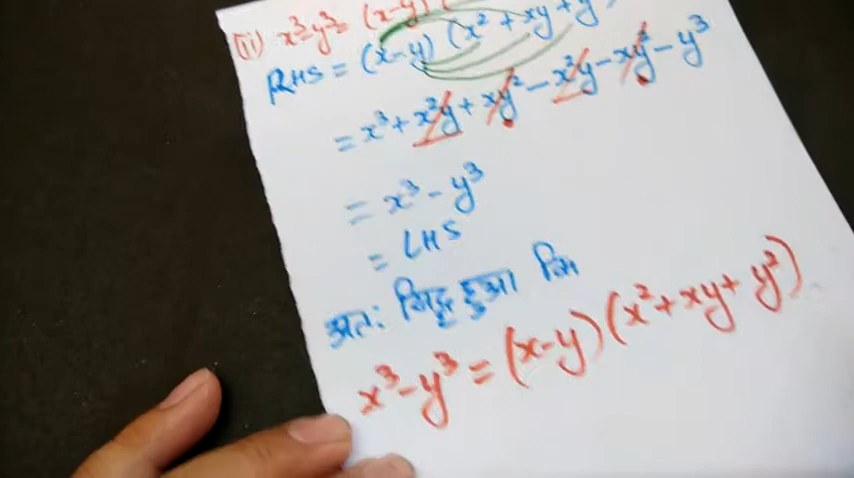 (ii) x³-y³= (x-y)(
RHS = (x-y) (x² + xy + y
= x³ + x²y + xy² - x²y - xy² - y³
= x³ - y³
= LHS
अतः सिद्ध हुआ कि
x³-y³ = (x-y)(x²+xy+y²)